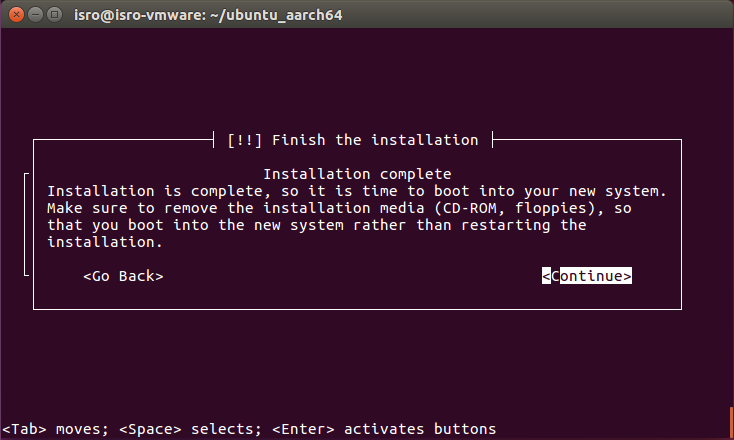 isro@isro-vmware: ~/ubuntu_aarch64
[!!] Finish the installation
Installation complete
Installation is complete, so it is time to boot into your new system.
Make sure to remove the installation media (CD-ROM, floppies), so
that you boot into the new system rather than restarting the
installation.
<Go Back> <Continue>
<Tab> moves; <Space> selects; <Enter> activates buttons